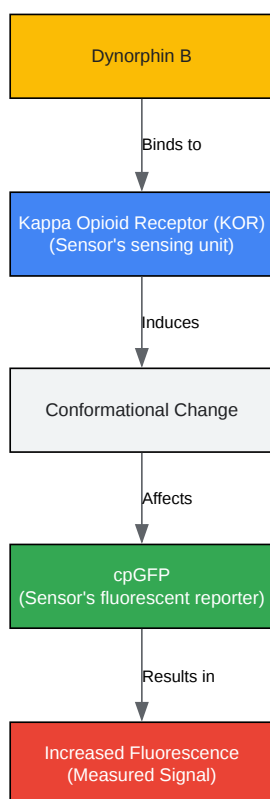 Dynorphin B
Binds to
Kappa Opioid Receptor (KOR)
(Sensor's sensing unit)
Induces
Conformational Change
Affects
cpGFP
(Sensor's fluorescent reporter)
Results in
Increased Fluorescence
(Measured Signal)